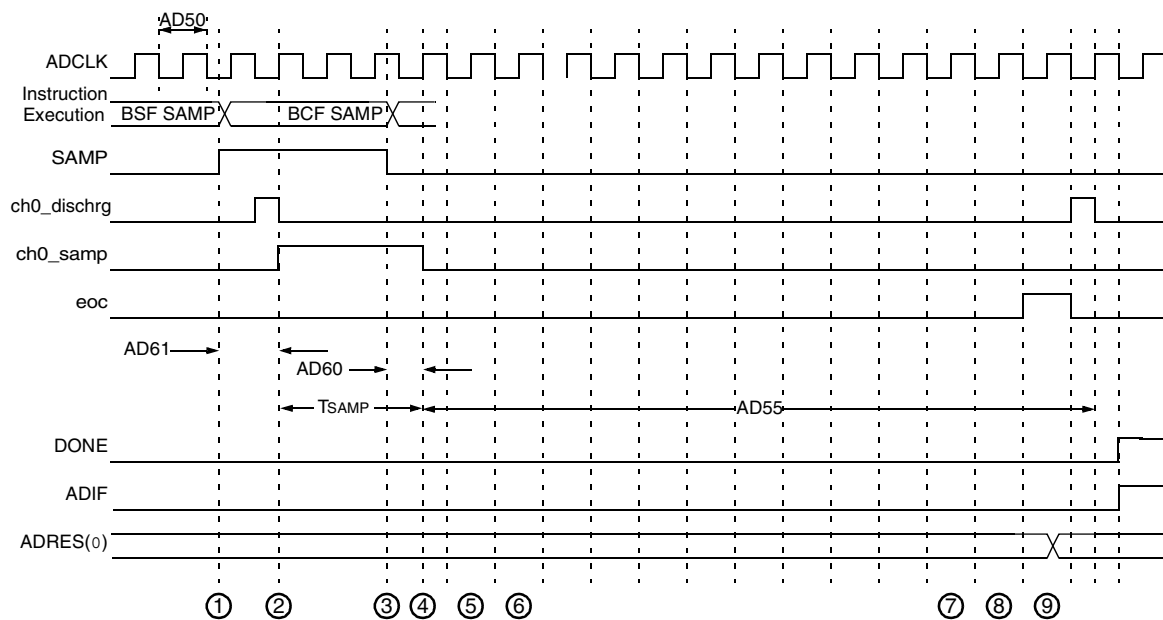 AD50
ADCLK
Instruction
Execution
BSF SAMP
BCF SAMP
SAMP
ch0_dischrg
ch0_samp
eoc
AD61
AD60
TSAMP
AD55
DONE
ADIF
ADRES(0)
1 2 3 4 5 6 7 8 9